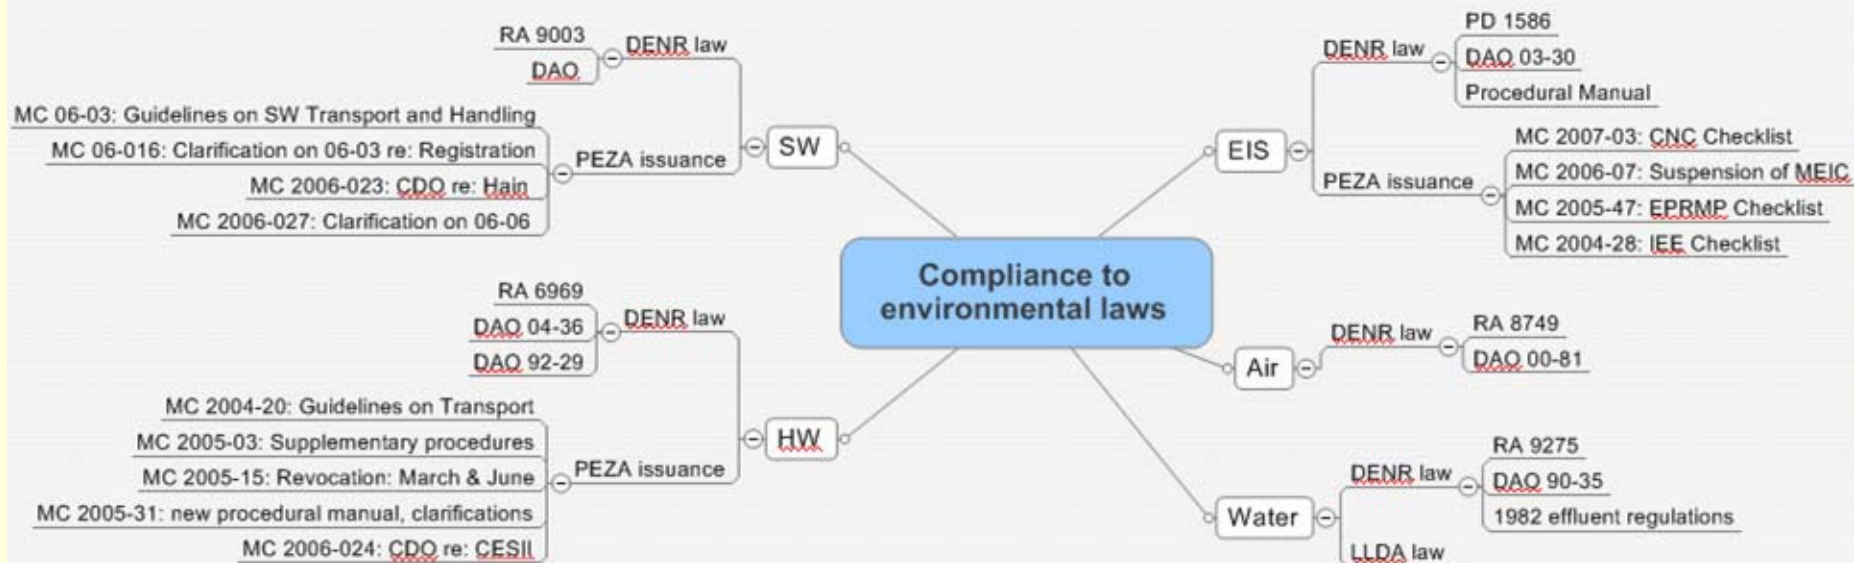 Compliance to
environmental laws
SW
DENR law
RA 9003
DAO
PEZA issuance
MC 06-03: Guidelines on SW Transport and Handling
MC 06-016: Clarification on 06-03 re: Registration
MC 2006-023: CDO re: Hain
MC 2006-027: Clarification on 06-06
HW
DENR law
RA 6969
DAO 04-36
DAO 92-29
PEZA issuance
MC 2004-20: Guidelines on Transport
MC 2005-03: Supplementary procedures
MC 2005-15: Revocation: March & June
MC 2005-31: new procedural manual, clarifications
MC 2006-024: CDO re: CESII
EIS
DENR law
PD 1586
DAO 03-30
Procedural Manual
PEZA issuance
MC 2007-03: CNC Checklist
MC 2006-07: Suspension of MEIC
MC 2005-47: EPRMP Checklist
MC 2004-28: IEE Checklist
Air
DENR law
RA 8749
DAO 00-81
Water
DENR law
RA 9275
DAO 90-35
1982 effluent regulations
LLDA law